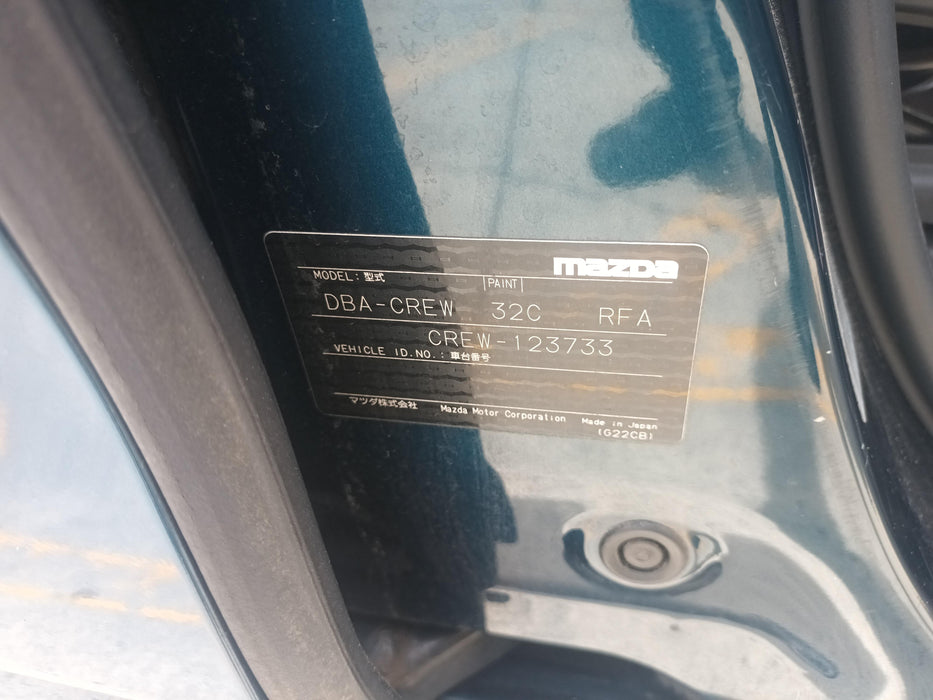 mazda
MODEL : 型式 PAINT
DBA-CREW 32C RFA
CREW-123733
VEHICLE ID.NO. : 車台番号
マツダ株式会社 Mazda Motor Corporation Made in Japan
(G22CB)